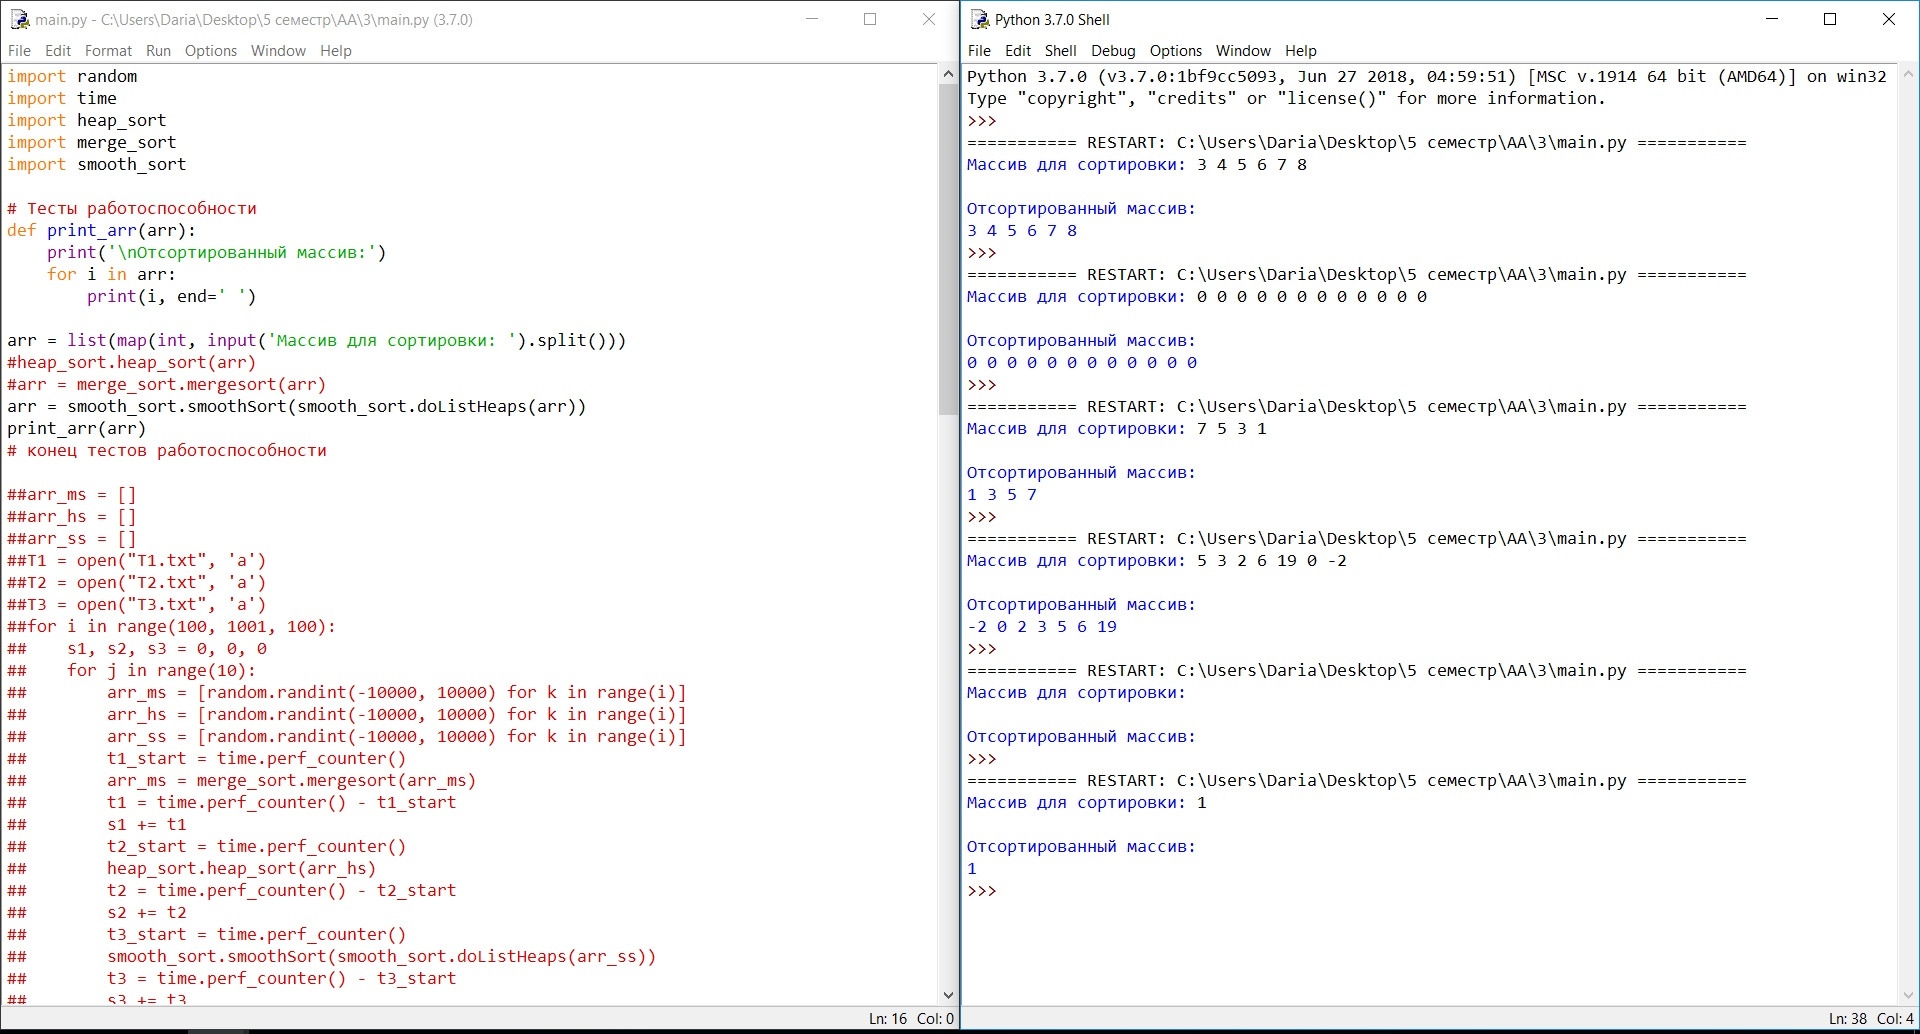 main.py - C:\Users\Daria\Desktop\5 семестр\АА\3\main.py (3.7.0)
File Edit Format Run Options Window Help
import random
import time
import heap_sort
import merge_sort
import smooth_sort
# Тесты работоспособности
def print_arr(arr):
    print('\nОтсортированный массив:')
    for i in arr:
        print(i, end=' ')
arr = list(map(int, input('Массив для сортировки: ').split()))
#heap_sort.heap_sort(arr)
#arr = merge_sort.mergesort(arr)
arr = smooth_sort.smoothSort(smooth_sort.doListHeaps(arr))
print_arr(arr)
# конец тестов работоспособности
##arr_ms = []
##arr_hs = []
##arr_ss = []
##T1 = open("T1.txt", 'a')
##T2 = open("T2.txt", 'a')
##T3 = open("T3.txt", 'a')
##for i in range(100, 1001, 100):
##    s1, s2, s3 = 0, 0, 0
##    for j in range(10):
##        arr_ms = [random.randint(-10000, 10000) for k in range(i)]
##        arr_hs = [random.randint(-10000, 10000) for k in range(i)]
##        arr_ss = [random.randint(-10000, 10000) for k in range(i)]
##        t1_start = time.perf_counter()
##        arr_ms = merge_sort.mergesort(arr_ms)
##        t1 = time.perf_counter() - t1_start
##        s1 += t1
##        t2_start = time.perf_counter()
##        heap_sort.heap_sort(arr_hs)
##        t2 = time.perf_counter() - t2_start
##        s2 += t2
##        t3_start = time.perf_counter()
##        smooth_sort.smoothSort(smooth_sort.doListHeaps(arr_ss))
##        t3 = time.perf_counter() - t3_start
##        s3 += t3
Ln: 16 Col: 0
Python 3.7.0 Shell
File Edit Shell Debug Options Window Help
Python 3.7.0 (v3.7.0:1bf9cc5093, Jun 27 2018, 04:59:51) [MSC v.1914 64 bit (AMD64)] on win32
Type "copyright", "credits" or "license()" for more information.
>>>
=========== RESTART: C:\Users\Daria\Desktop\5 семестр\АА\3\main.py ===========
Массив для сортировки: 3 4 5 6 7 8
Отсортированный массив:
3 4 5 6 7 8
>>>
=========== RESTART: C:\Users\Daria\Desktop\5 семестр\АА\3\main.py ===========
Массив для сортировки: 0 0 0 0 0 0 0 0 0 0 0 0
Отсортированный массив:
0 0 0 0 0 0 0 0 0 0 0 0
>>>
=========== RESTART: C:\Users\Daria\Desktop\5 семестр\АА\3\main.py ===========
Массив для сортировки: 7 5 3 1
Отсортированный массив:
1 3 5 7
>>>
=========== RESTART: C:\Users\Daria\Desktop\5 семестр\АА\3\main.py ===========
Массив для сортировки: 5 3 2 6 19 0 -2
Отсортированный массив:
-2 0 2 3 5 6 19
>>>
=========== RESTART: C:\Users\Daria\Desktop\5 семестр\АА\3\main.py ===========
Массив для сортировки:
Отсортированный массив:
>>>
=========== RESTART: C:\Users\Daria\Desktop\5 семестр\АА\3\main.py ===========
Массив для сортировки: 1
Отсортированный массив:
1
>>>
Ln: 38 Col: 4